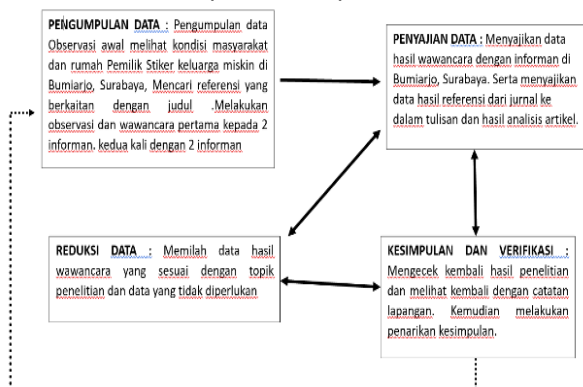 PENGUMPULAN DATA : Pengumpulan data
Observasi awal melihat kondisi masyarakat
dan rumah Pemilik Stiker keluarga miskin di
Bumiarjo, Surabaya, Mencari referensi yang
berkaitan dengan judul .Melakukan
observasi dan wawancara pertama kepada 2
informan. kedua kali dengan 2 informan
PENYAJIAN DATA : Menyajikan data
hasil wawancara dengan informan di
Bumiarjo, Surabaya. Serta menyajikan
data hasil referensi dari jurnal ke
dalam tulisan dan hasil analisis artikel.
REDUKSI DATA : Memilah data hasil
wawancara yang sesuai dengan topik
penelitian dan data yang tidak diperlukan
KESIMPULAN DAN VERIFIKASI :
Mengecek kembali hasil penelitian
dan melihat kembali dengan catatan
lapangan. Kemudian melakukan
penarikan kesimpulan.